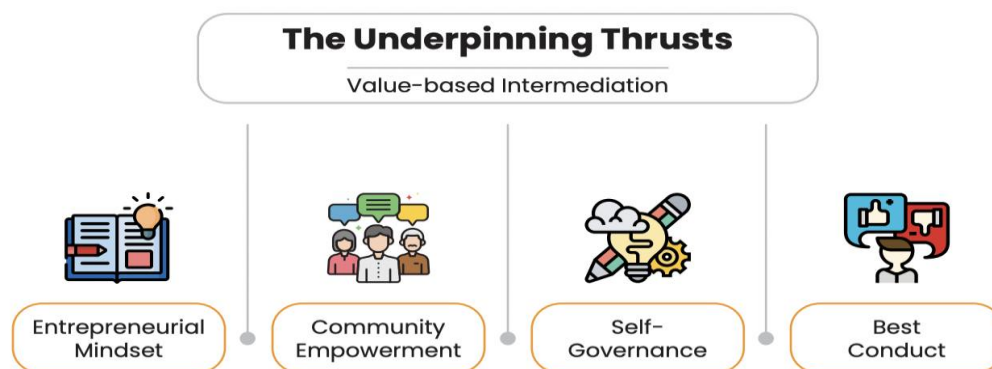 The Underpinning Thrusts
Value-based Intermediation
Entrepreneurial
Mindset
Community
Empowerment
Self-
Governance
Best
Conduct